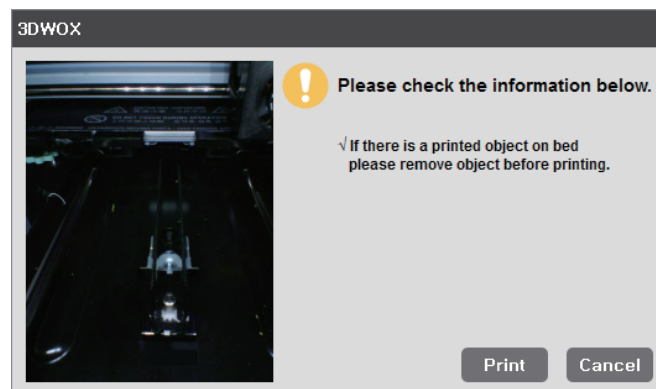 3DWOX
Please check the information below.
√ If there is a printed object on bed
please remove object before printing.
Print
Cancel